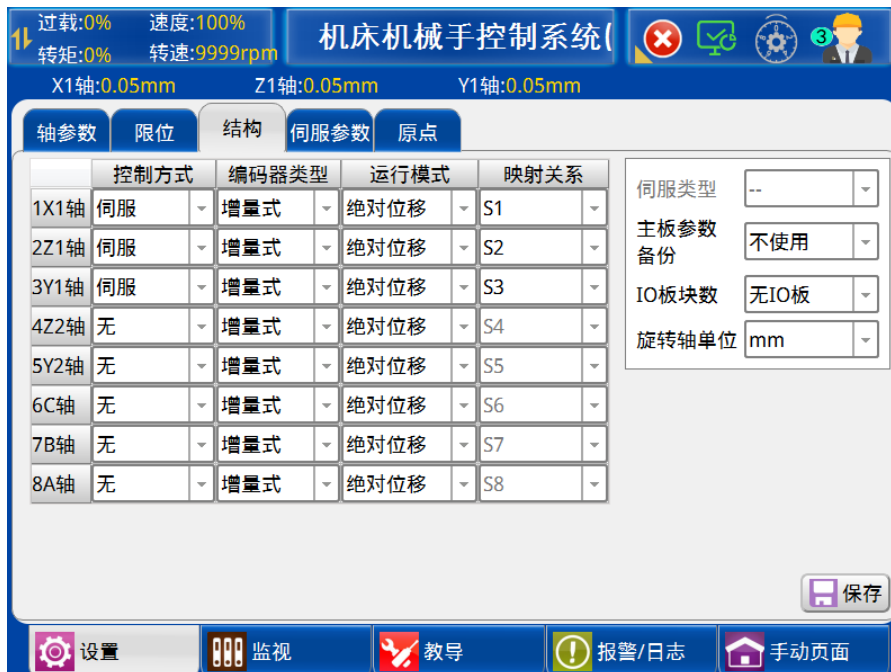 过载:0% 速度:100%
转矩:0% 转速:9999rpm
机床机械手控制系统(
3
X1轴:0.05mm Z1轴:0.05mm Y1轴:0.05mm
轴参数 限位 结构 伺服参数 原点
控制方式 编码器类型 运行模式 映射关系
1X1轴 伺服 增量式 绝对位移 S1
2Z1轴 伺服 增量式 绝对位移 S2
3Y1轴 伺服 增量式 绝对位移 S3
4Z2轴 无 增量式 绝对位移 S4
5Y2轴 无 增量式 绝对位移 S5
6C轴 无 增量式 绝对位移 S6
7B轴 无 增量式 绝对位移 S7
8A轴 无 增量式 绝对位移 S8
伺服类型 --
主板参数
备份 不使用
IO板块数 无IO板
旋转轴单位 mm
保存
设置 监视 教导 报警/日志 手动页面